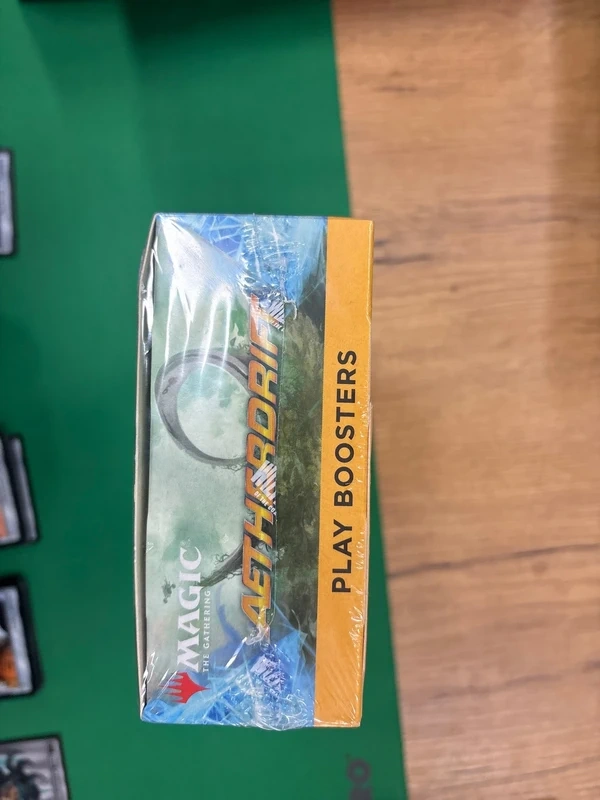 MAGIC
THE GATHERING
AETHERDRIFT
PLAY BOOSTERS